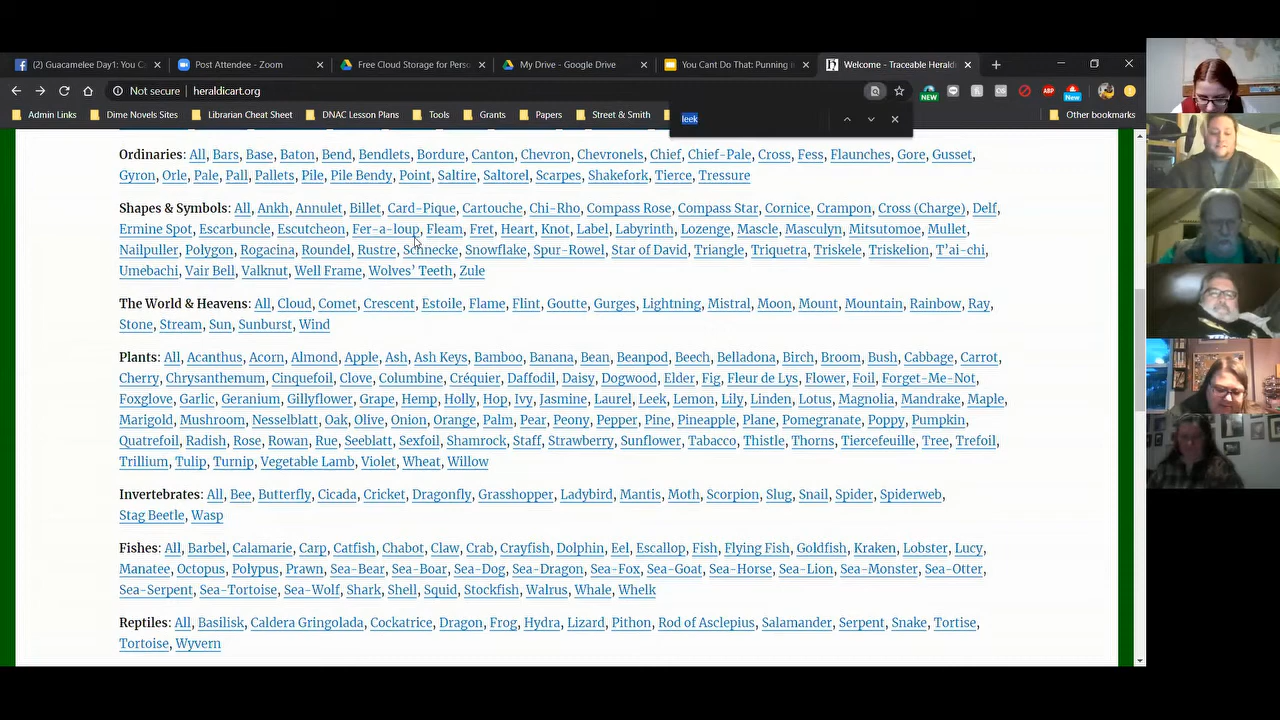 (2) Guacamelee Day1: You C
Post Attendee - Zoom
Free Cloud Storage for Perso
My Drive - Google Drive
You Cant Do That: Punning i
Welcome - Traceable Heraldi
Not secure
heraldicart.org
NEW
ABP
New
Admin Links
Dime Novels Sites
Librarian Cheat Sheet
DNAC Lesson Plans
Tools
Grants
Papers
Street & Smith
Other bookmarks
leek
Ordinaries: All, Bars, Base, Baton, Bend, Bendlets, Bordure, Canton, Chevron, Chevronels, Chief, Chief-Pale, Cross, Fess, Flaunches, Gore, Gusset,
Gyron, Orle, Pale, Pall, Pallets, Pile, Pile Bendy, Point, Saltire, Saltorel, Scarpes, Shakefork, Tierce, Tressure
Shapes & Symbols: All, Ankh, Annulet, Billet, Card-Pique, Cartouche, Chi-Rho, Compass Rose, Compass Star, Cornice, Crampon, Cross (Charge), Delf,
Ermine Spot, Escarbuncle, Escutcheon, Fer-a-loup, Fleam, Fret, Heart, Knot, Label, Labyrinth, Lozenge, Mascle, Masculyn, Mitsutomoe, Mullet,
Nailpuller, Polygon, Rogacina, Roundel, Rustre, Schnecke, Snowflake, Spur-Rowel, Star of David, Triangle, Triquetra, Triskele, Triskelion, T’ai-chi,
Umebachi, Vair Bell, Valknut, Well Frame, Wolves’ Teeth, Zule
The World & Heavens: All, Cloud, Comet, Crescent, Estoile, Flame, Flint, Goutte, Gurges, Lightning, Mistral, Moon, Mount, Mountain, Rainbow, Ray,
Stone, Stream, Sun, Sunburst, Wind
Plants: All, Acanthus, Acorn, Almond, Apple, Ash, Ash Keys, Bamboo, Banana, Bean, Beanpod, Beech, Belladona, Birch, Broom, Bush, Cabbage, Carrot,
Cherry, Chrysanthemum, Cinquefoil, Clove, Columbine, Créquier, Daffodil, Daisy, Dogwood, Elder, Fig, Fleur de Lys, Flower, Foil, Forget-Me-Not,
Foxglove, Garlic, Geranium, Gillyflower, Grape, Hemp, Holly, Hop, Ivy, Jasmine, Laurel, Leek, Lemon, Lily, Linden, Lotus, Magnolia, Mandrake, Maple,
Marigold, Mushroom, Nesselblatt, Oak, Olive, Onion, Orange, Palm, Pear, Peony, Pepper, Pine, Pineapple, Plane, Pomegranate, Poppy, Pumpkin,
Quatrefoil, Radish, Rose, Rowan, Rue, Seeblatt, Sexfoil, Shamrock, Staff, Strawberry, Sunflower, Tabacco, Thistle, Thorns, Tiercefeuille, Tree, Trefoil,
Trillium, Tulip, Turnip, Vegetable Lamb, Violet, Wheat, Willow
Invertebrates: All, Bee, Butterfly, Cicada, Cricket, Dragonfly, Grasshopper, Ladybird, Mantis, Moth, Scorpion, Slug, Snail, Spider, Spiderweb,
Stag Beetle, Wasp
Fishes: All, Barbel, Calamarie, Carp, Catfish, Chabot, Claw, Crab, Crayfish, Dolphin, Eel, Escallop, Fish, Flying Fish, Goldfish, Kraken, Lobster, Lucy,
Manatee, Octopus, Polypus, Prawn, Sea-Bear, Sea-Boar, Sea-Dog, Sea-Dragon, Sea-Fox, Sea-Goat, Sea-Horse, Sea-Lion, Sea-Monster, Sea-Otter,
Sea-Serpent, Sea-Tortoise, Sea-Wolf, Shark, Shell, Squid, Stockfish, Walrus, Whale, Whelk
Reptiles: All, Basilisk, Caldera Gringolada, Cockatrice, Dragon, Frog, Hydra, Lizard, Pithon, Rod of Asclepius, Salamander, Serpent, Snake, Tortise,
Tortoise, Wyvern